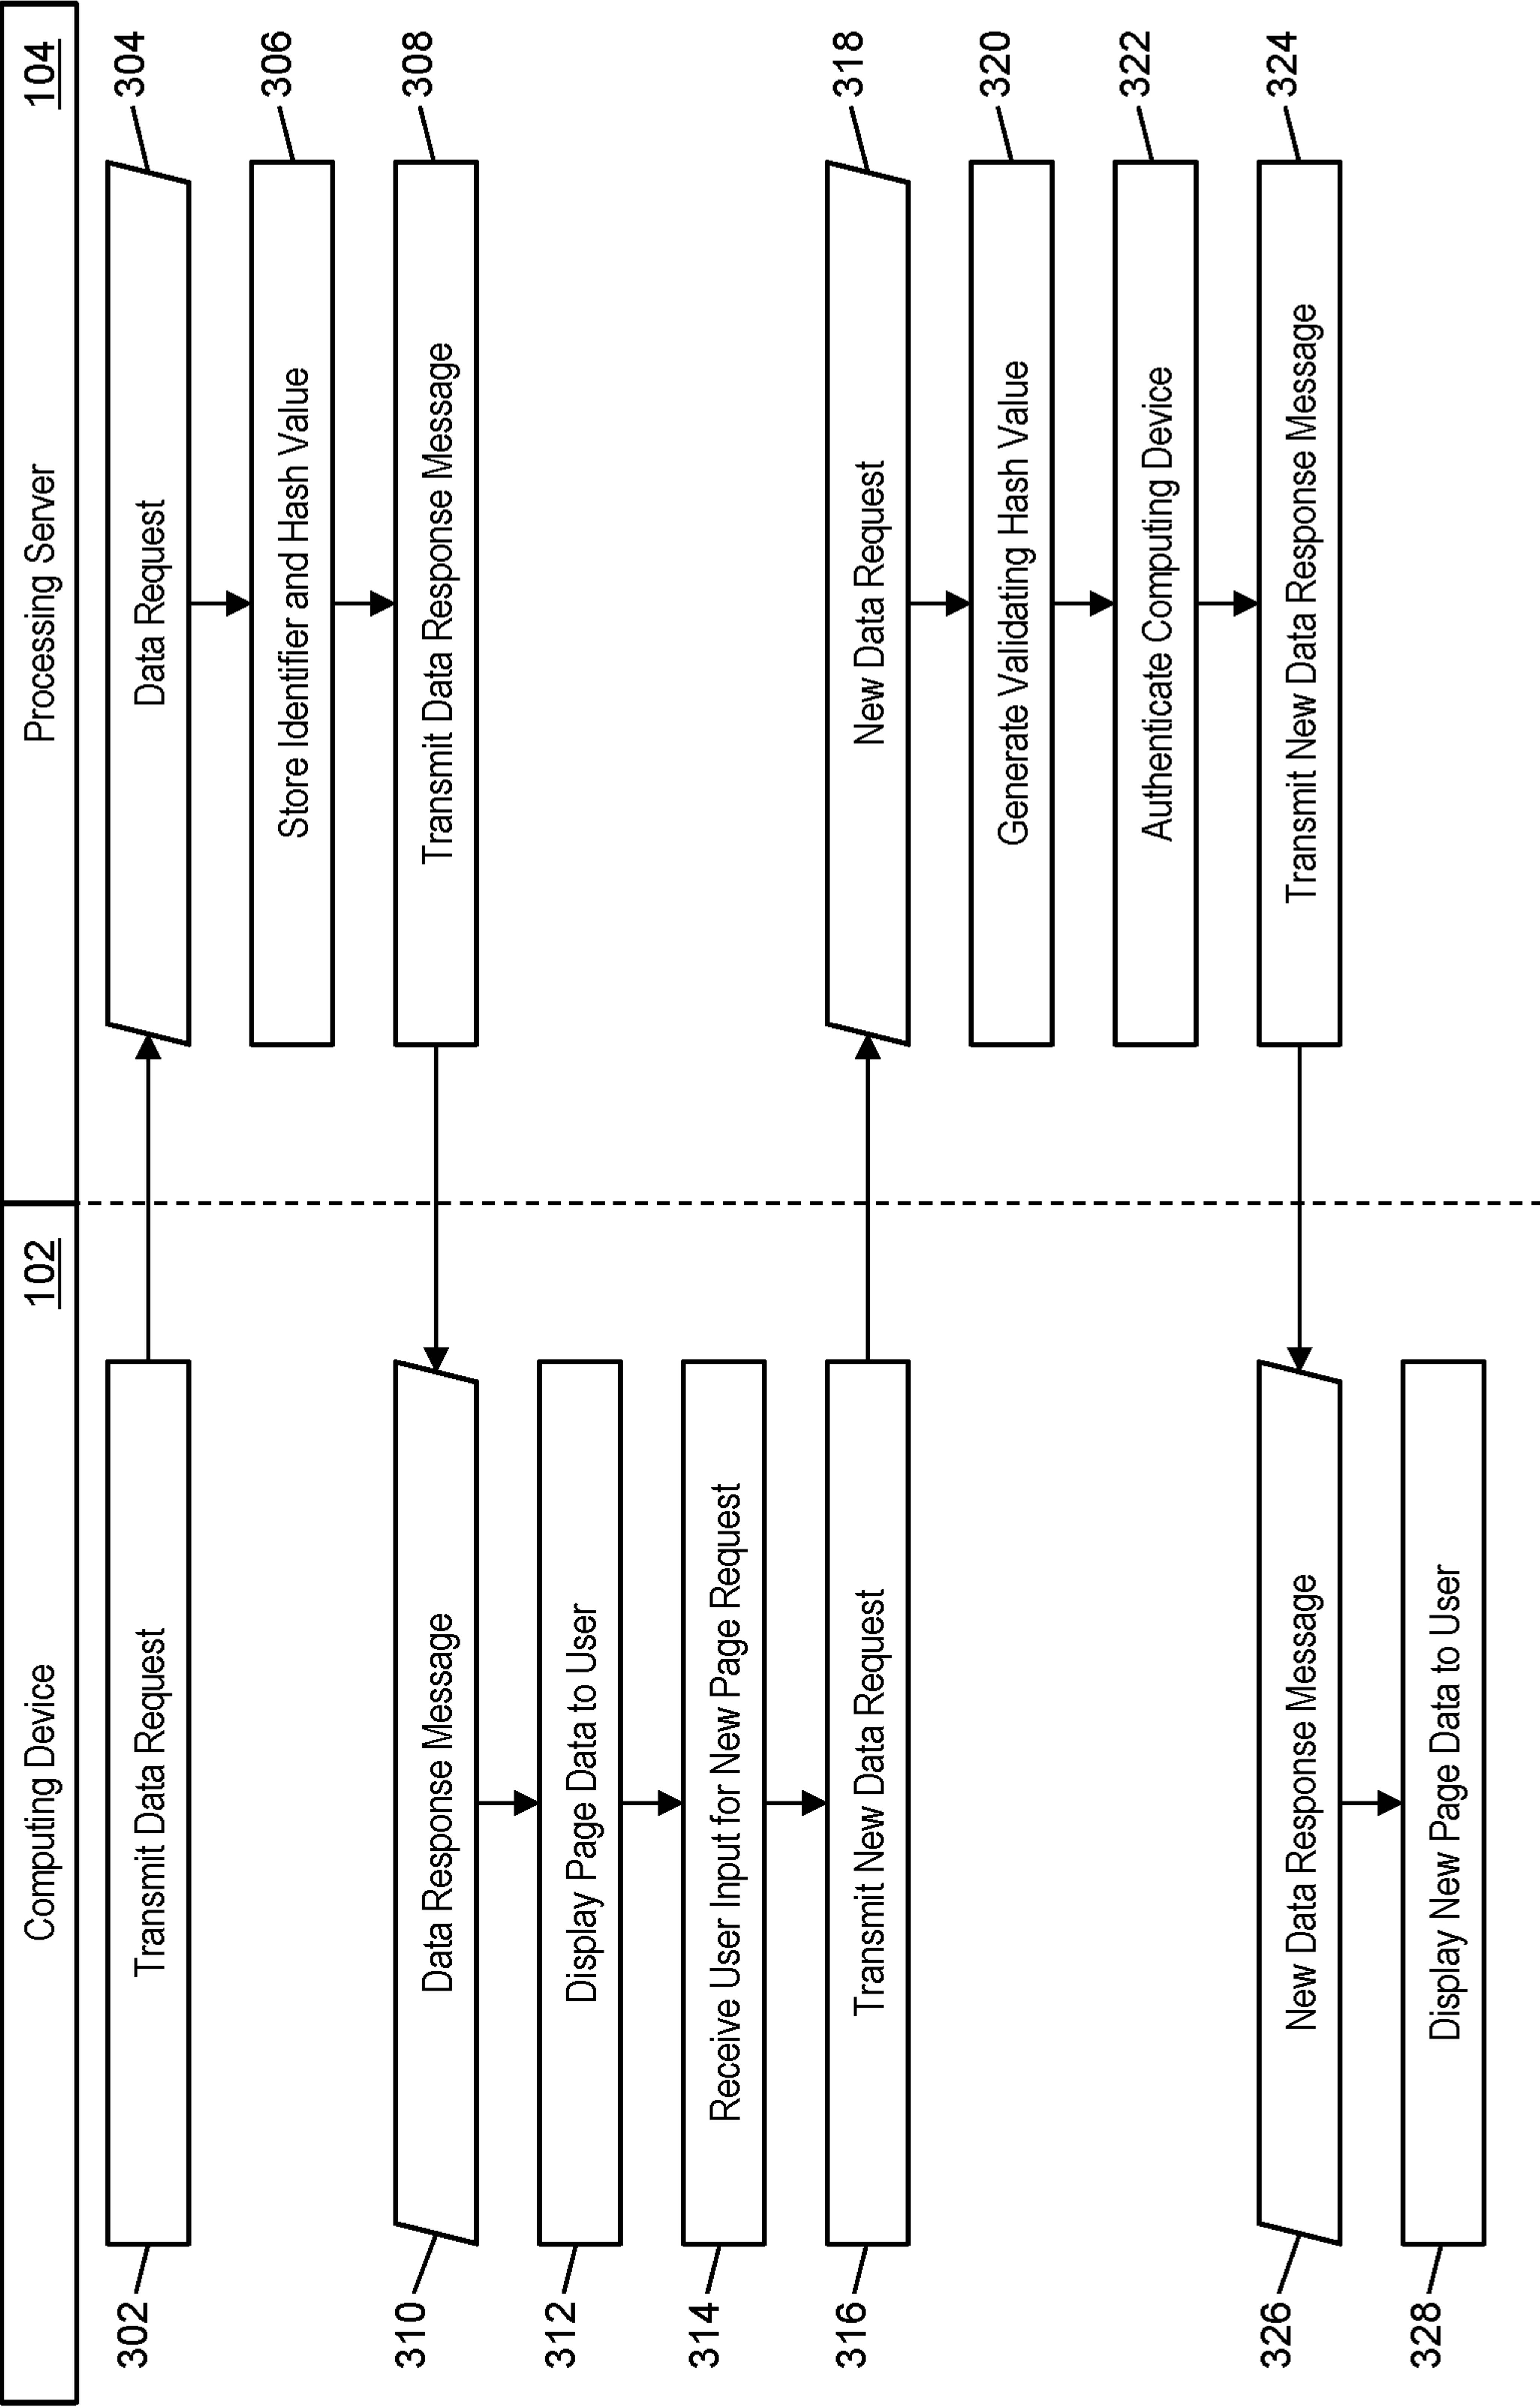 Computing Device
102
Processing Server
104
302
Transmit Data Request
Data Request
304
Store Identifier and Hash Value
306
310
Data Response Message
Transmit Data Response Message
308
312
Display Page Data to User
314
Receive User Input for New Page Request
316
Transmit New Data Request
New Data Request
318
Generate Validating Hash Value
320
Authenticate Computing Device
322
326
New Data Response Message
Transmit New Data Response Message
324
328
Display New Page Data to User